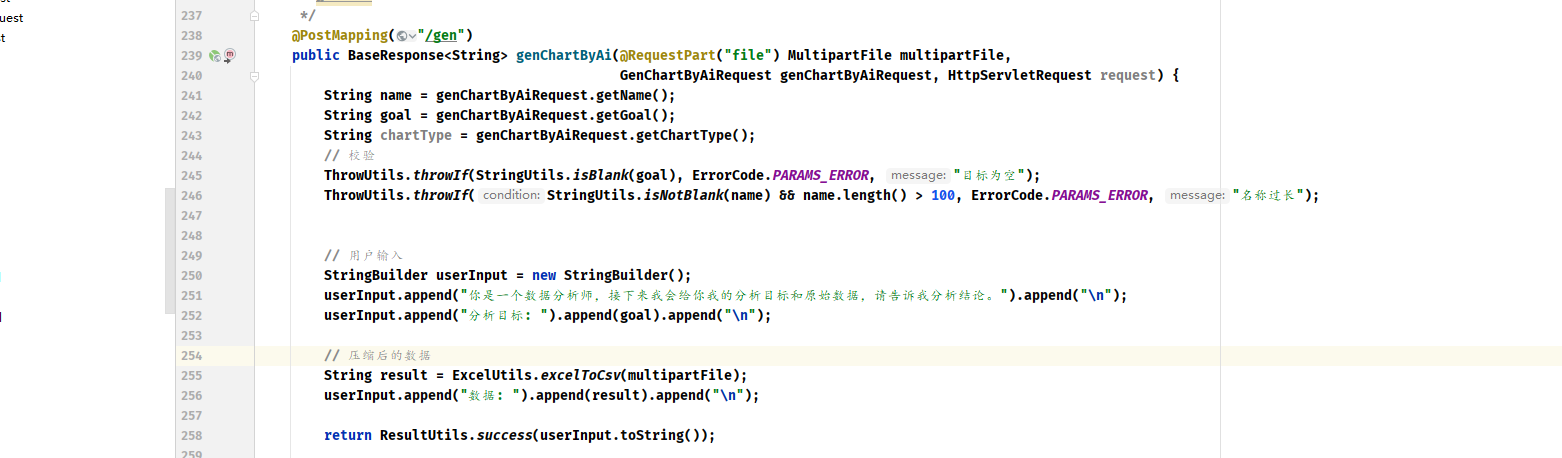 uest
237 */
238 @PostMapping("/gen")
t
239 public BaseResponse<String> genChartByAi(@RequestPart("file") MultipartFile multipartFile,
240 GenChartByAiRequest genChartByAiRequest, HttpServletRequest request) {
241 String name = genChartByAiRequest.getName();
242 String goal = genChartByAiRequest.getGoal();
243 String chartType = genChartByAiRequest.getChartType();
244 // 校验
245 ThrowUtils.throwIf(StringUtils.isBlank(goal), ErrorCode.PARAMS_ERROR, message: "目标为空");
246 ThrowUtils.throwIf( condition: StringUtils.isNotBlank(name) && name.length() > 100, ErrorCode.PARAMS_ERROR, message: "名称过长");
247
248
249 // 用户输入
250 StringBuilder userInput = new StringBuilder();
251 userInput.append("你是一个数据分析师，接下来我会给你我的分析目标和原始数据，请告诉我分析结论。").append("\n");
252 userInput.append("分析目标: ").append(goal).append("\n");
253
254 // 压缩后的数据
255 String result = ExcelUtils.excelToCsv(multipartFile);
256 userInput.append("数据: ").append(result).append("\n");
257
258 return ResultUtils.success(userInput.toString());
259